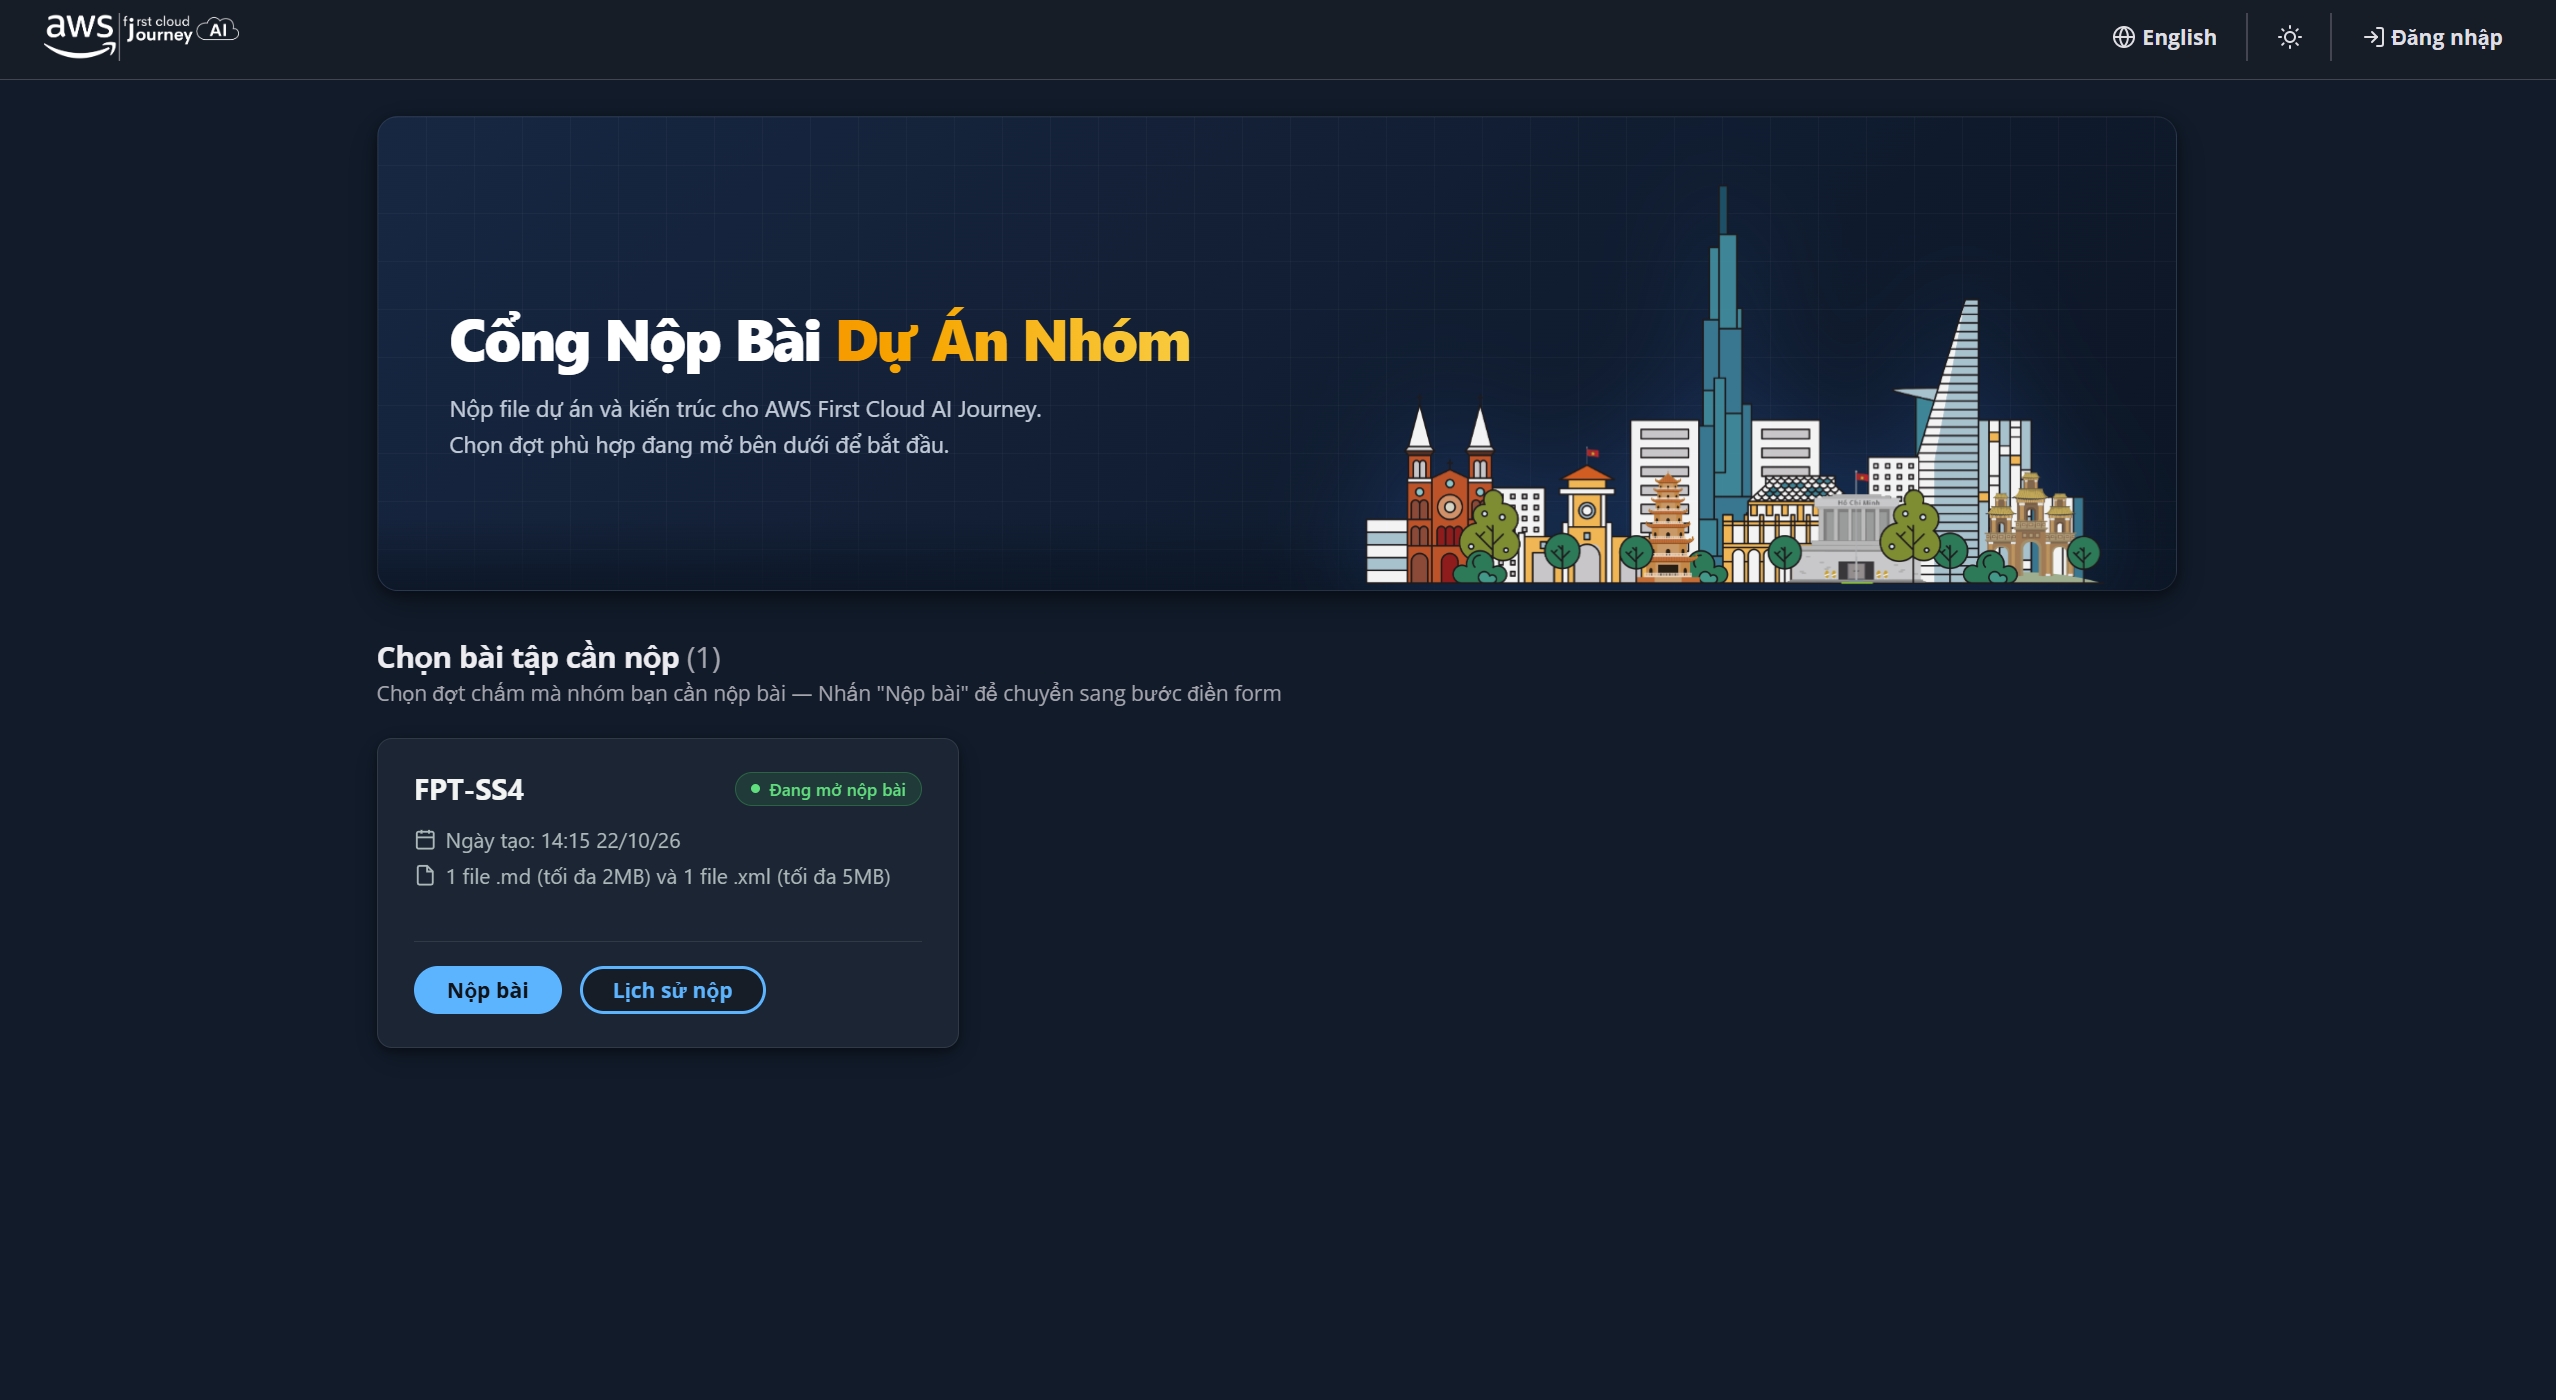 aws first cloud journey AI
English
Đăng nhập
Cổng Nộp Bài Dự Án Nhóm
Nộp file dự án và kiến trúc cho AWS First Cloud AI Journey.
Chọn đợt phù hợp đang mở bên dưới để bắt đầu.
Hồ Chí Minh
Chọn bài tập cần nộp (1)
Chọn đợt chấm mà nhóm bạn cần nộp bài — Nhấn "Nộp bài" để chuyển sang bước điền form
FPT-SS4
Đang mở nộp bài
Ngày tạo: 14:15 22/10/26
1 file .md (tối đa 2MB) và 1 file .xml (tối đa 5MB)
Nộp bài
Lịch sử nộp